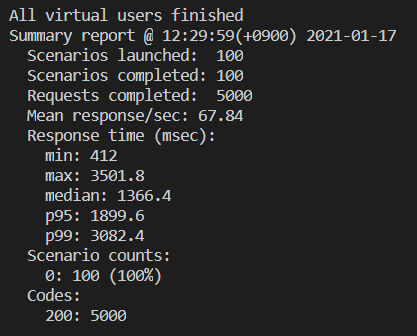 All virtual users finished
Summary report @ 12:29:59(+0900) 2021-01-17
Scenarios launched:  100
Scenarios completed: 100
Requests completed:  5000
Mean response/sec: 67.84
Response time (msec):
min: 412
max: 3501.8
median: 1366.4
p95: 1899.6
p99: 3082.4
Scenario counts:
0: 100 (100%)
Codes:
200: 5000